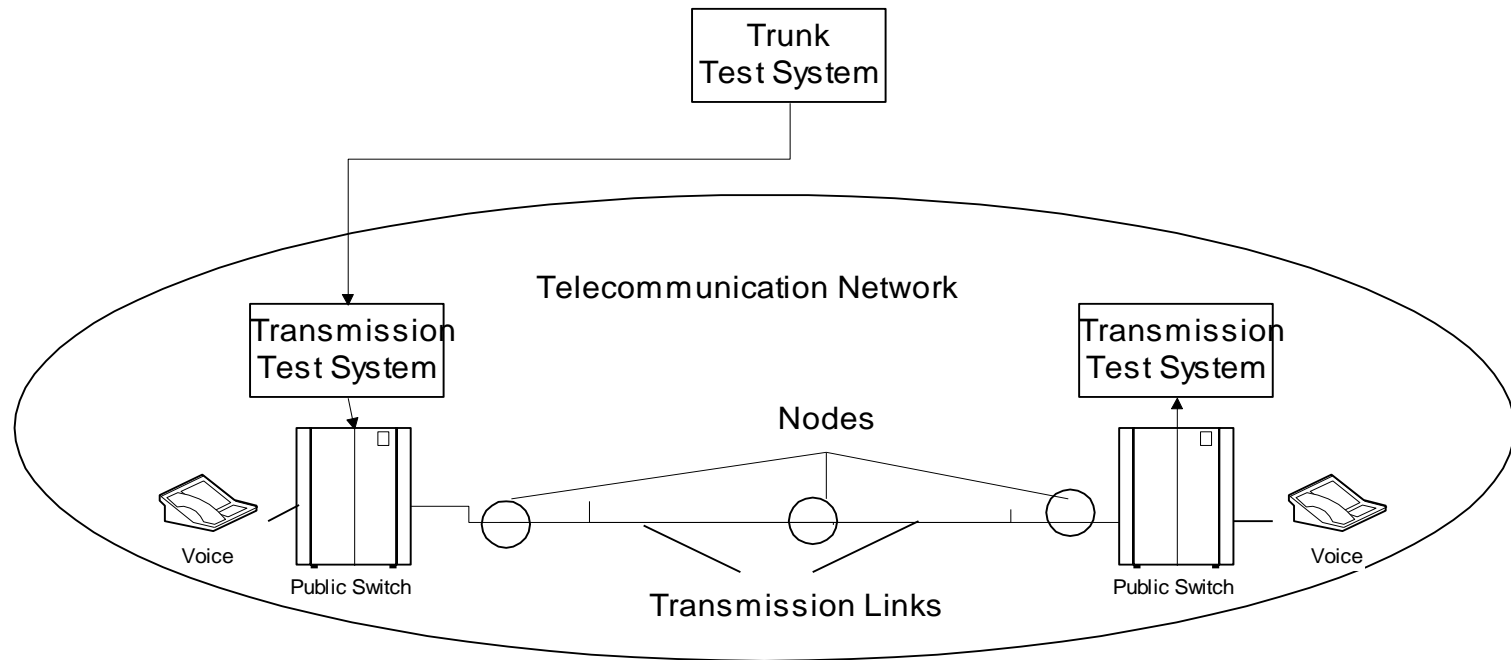 Trunk
Test System
Telecommunication Network
Transmission
Test System
Transmission
Test System
Nodes
Voice
Public Switch
Public Switch
Voice
Transmission Links